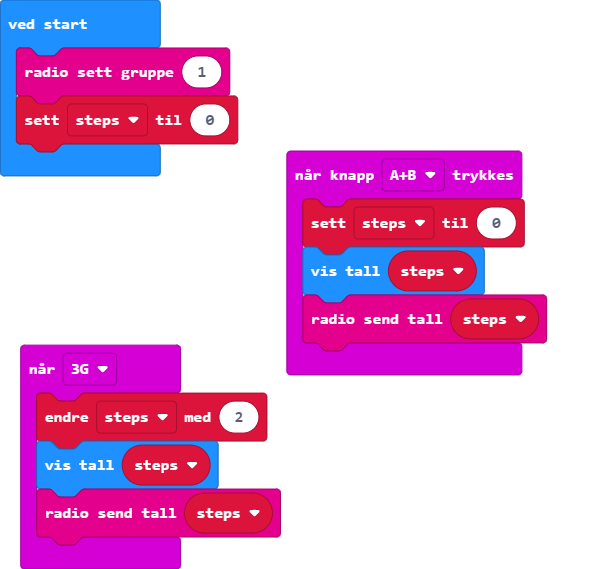 ved start
radio sett gruppe 1
sett steps til 0
når knapp A+B trykkes
sett steps til 0
vis tall steps
radio send tall steps
når 3G
endre steps med 2
vis tall steps
radio send tall steps